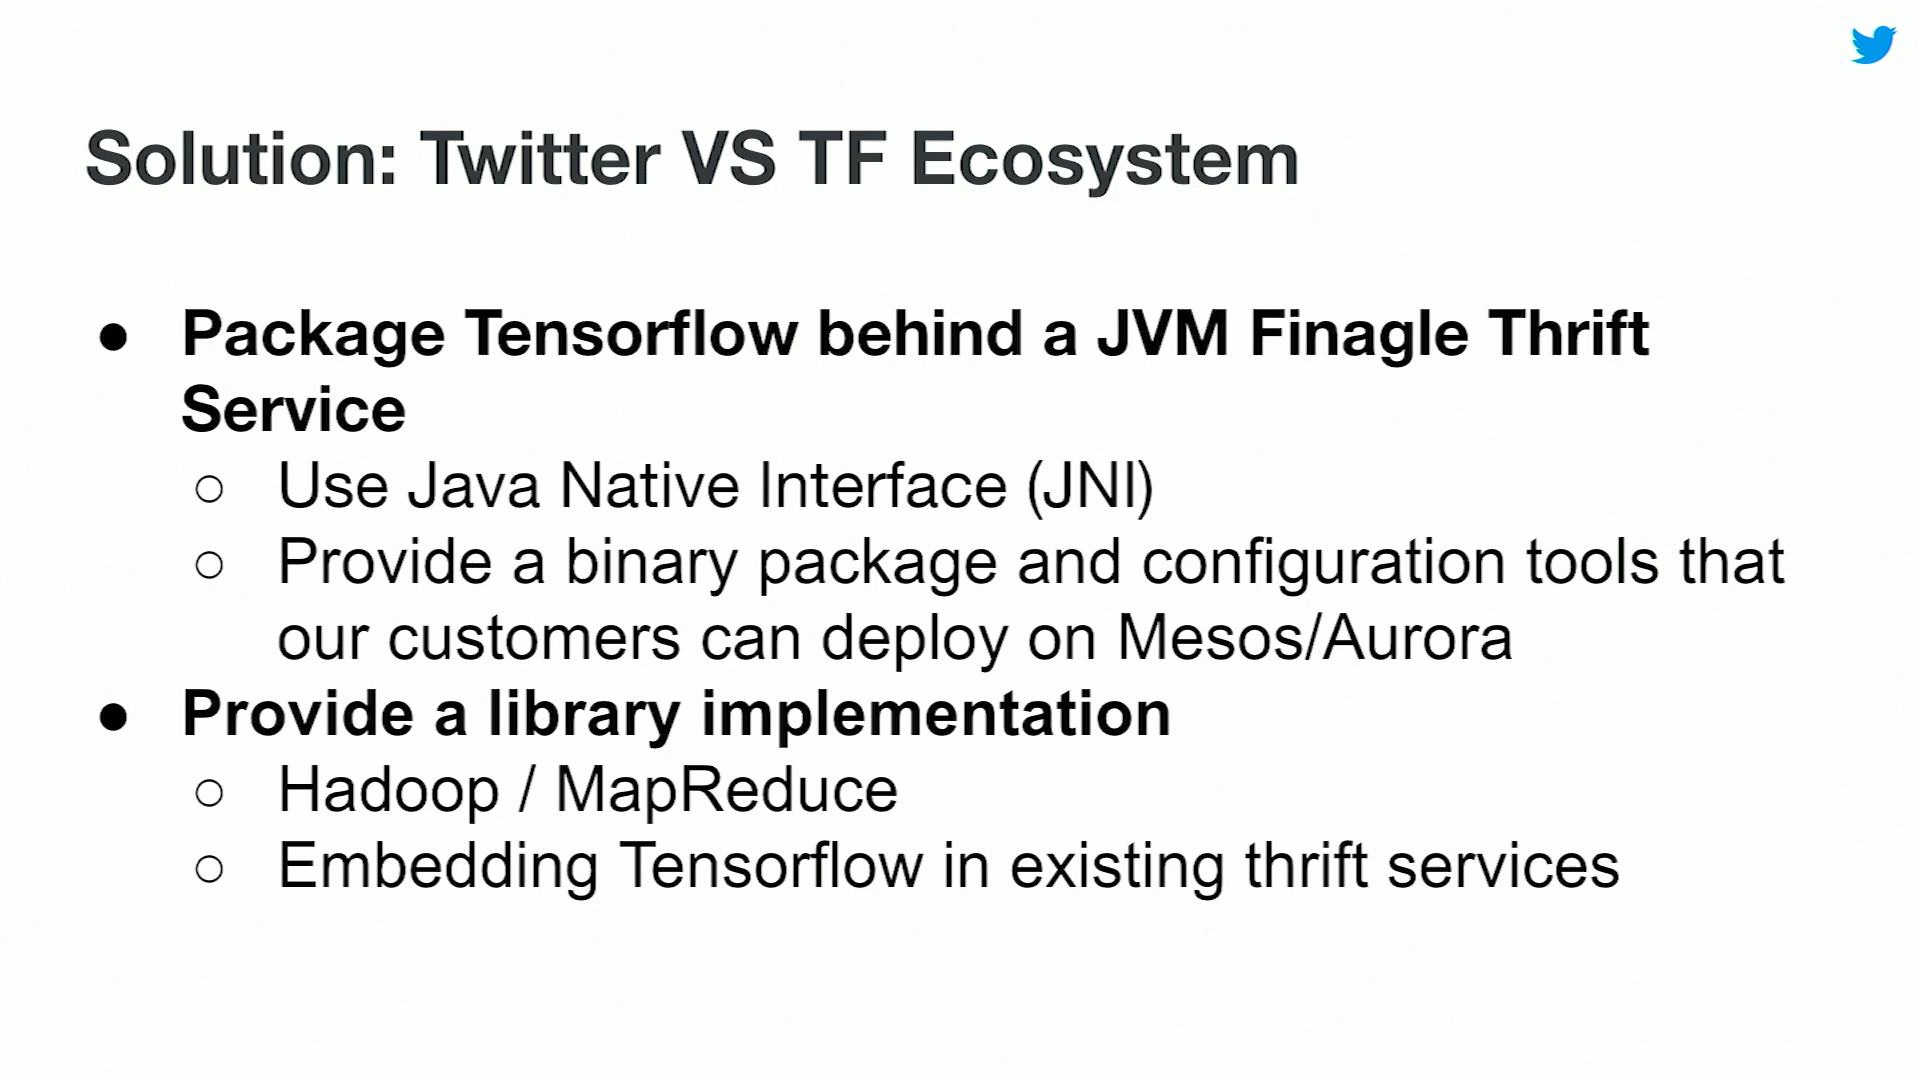 Solution: Twitter VS TF Ecosystem
● Package Tensorflow behind a JVM Finagle Thrift
Service
○ Use Java Native Interface (JNI)
○ Provide a binary package and configuration tools that
our customers can deploy on Mesos/Aurora
● Provide a library implementation
○ Hadoop / MapReduce
○ Embedding Tensorflow in existing thrift services